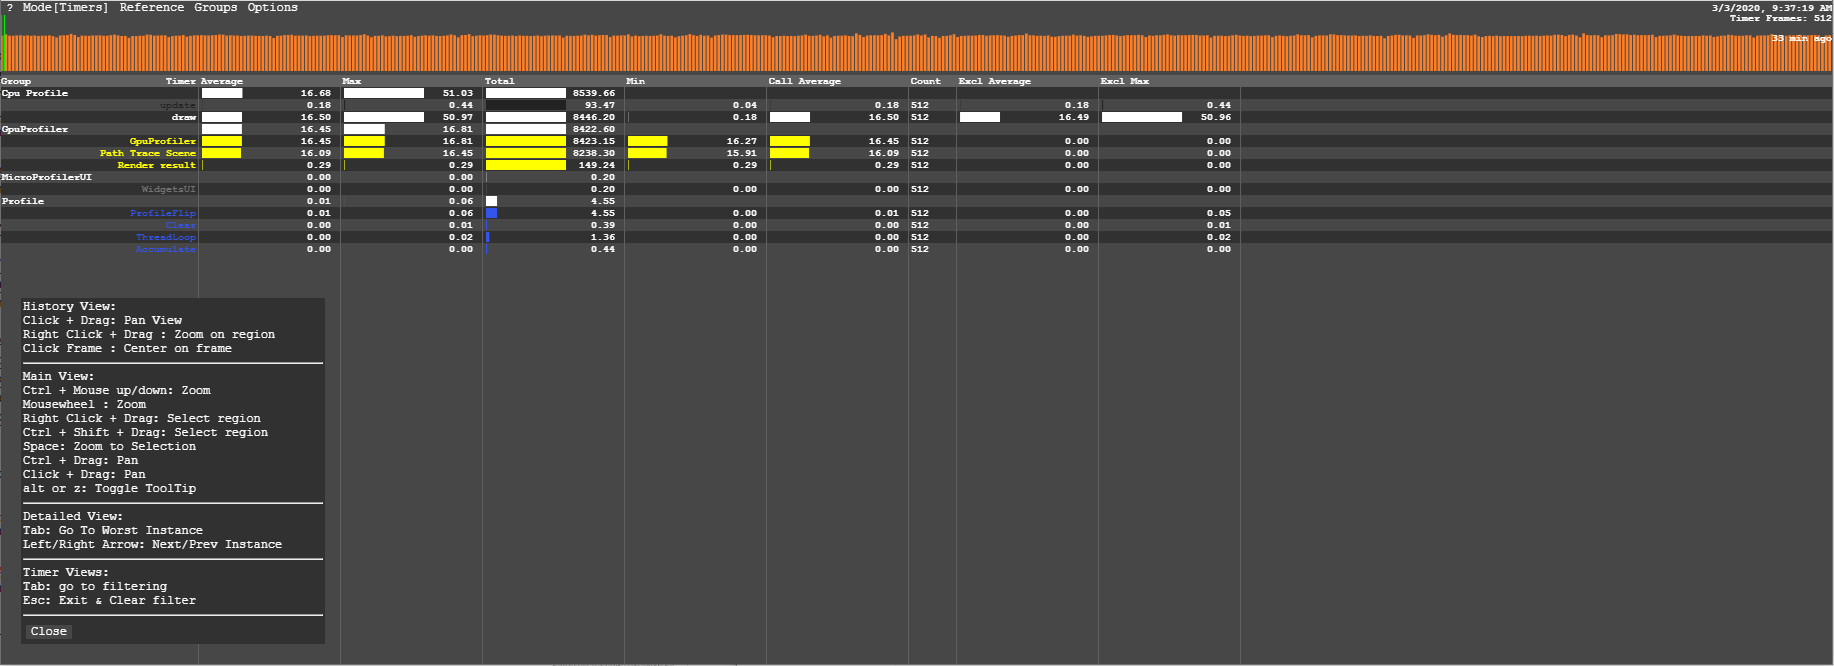 ? Mode[Timers] Reference Groups Options
3/3/2020, 9:37:19 AM
Timer Frames: 512
33 min ago
Group Timer Average Max Total Min Call Average Count Excl Average Excl Max
Cpu Profile 16.68 51.03 8539.66
update 0.18 0.44 93.47 0.04 0.18 512 0.18 0.44
draw 16.50 50.97 8446.20 0.18 16.50 512 16.49 50.96
GpuProfiler 16.45 16.81 8422.60
GpuProfiler 16.45 16.81 8423.15 16.27 16.45 512 0.00 0.00
Path Trace Scene 16.09 16.45 8238.30 15.91 16.09 512 0.00 0.00
Render result 0.29 0.29 149.24 0.29 0.29 512 0.00 0.00
MicroProfilerUI 0.00 0.00 0.20
WidgetsUI 0.00 0.00 0.20 0.00 0.00 512 0.00 0.00
Profile 0.01 0.06 4.55
ProfileFlip 0.01 0.06 4.55 0.00 0.01 512 0.00 0.05
Clear 0.00 0.01 0.39 0.00 0.00 512 0.00 0.01
ThreadLoop 0.00 0.02 1.36 0.00 0.00 512 0.00 0.02
Accumulate 0.00 0.00 0.44 0.00 0.00 512 0.00 0.00
History View:
Click + Drag: Pan View
Right Click + Drag : Zoom on region
Click Frame : Center on frame
Main View:
Ctrl + Mouse up/down: Zoom
Mousewheel : Zoom
Right Click + Drag: Select region
Ctrl + Shift + Drag: Select region
Space: Zoom to Selection
Ctrl + Drag: Pan
Click + Drag: Pan
alt or z: Toggle ToolTip
Detailed View:
Tab: Go To Worst Instance
Left/Right Arrow: Next/Prev Instance
Timer Views:
Tab: go to filtering
Esc: Exit & Clear filter
Close